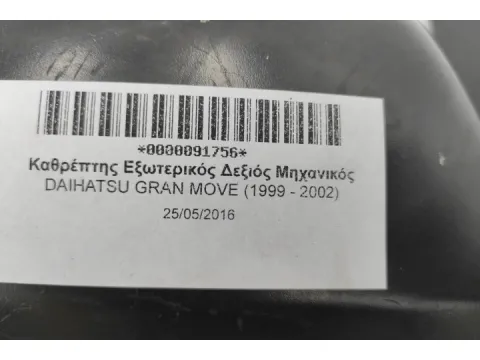 *0000091756*
Καθρέπτης Εξωτερικός Δεξιός Μηχανικός
DAIHATSU GRAN MOVE (1999 - 2002)
25/05/2016